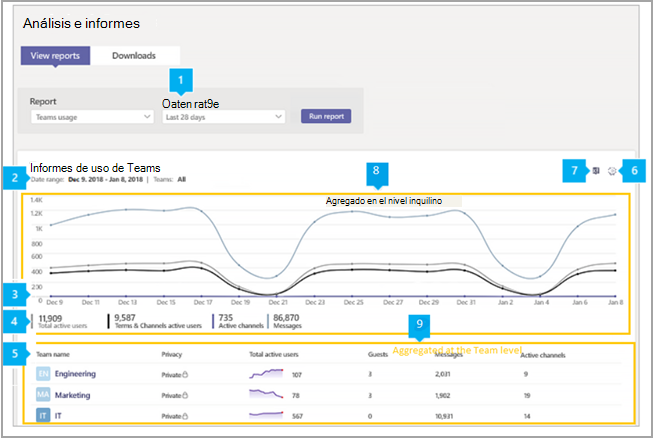 Análisis e informes
View reports Downloads
1
Report Oaten rat9e
Teams usage Last 28 days Run report
Informes de uso de Teams 8 7 6
2 Date range: Dec 9. 2018 - Jan 8, 2018 | Teams: All
Agregado en el nivel inquilino
1.4K
1.2K
1K
800
600
400
200
3 0
Dec 9 Dec 11 Dec 13 Dec 15 Dec 17 Dec 19 Dec 21 Dec 23 Dec 25 Dec 27 Dec 29 Dec 31 Jan 2 Jan 4 Jan 6 Jan 8
4 11,909 9,587 735 86,870
Total active users Terms & Channels active users Active channels Messages
9
Aggregated at the Team level
5 Team name Privacy Total active users Guests Messages Active channels
EN Engineering Private 107 3 2,031 9
MA Marketing Private 78 3 1,902 19
IT IT Private 567 0 10,931 14